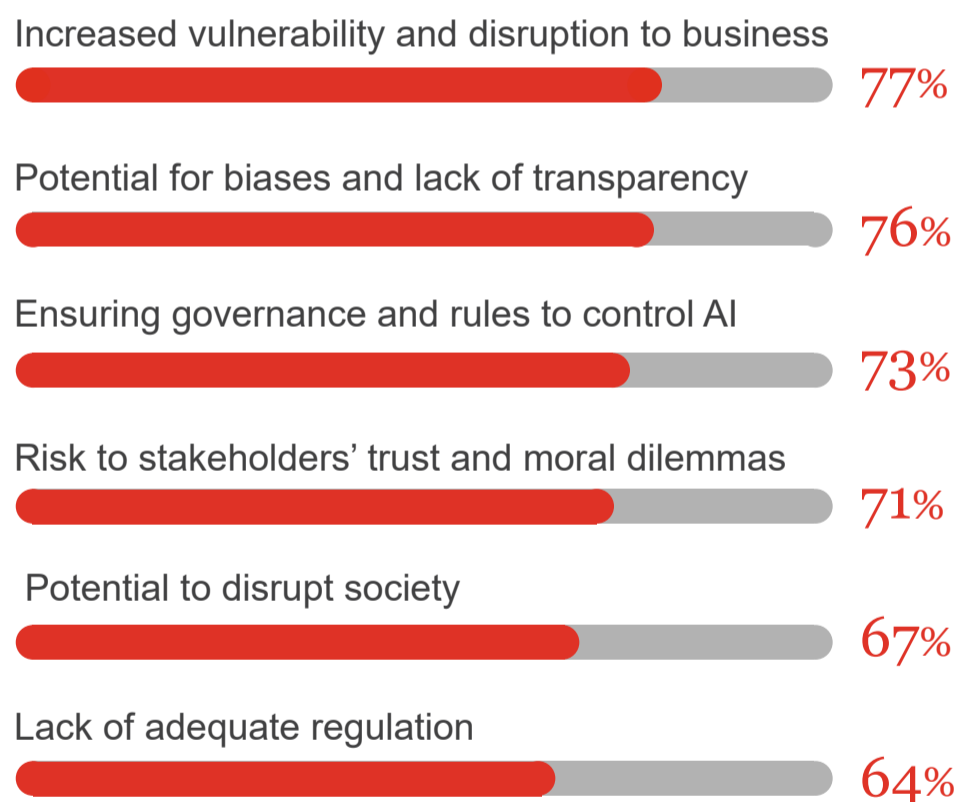 Increased vulnerability and disruption to business
77%
Potential for biases and lack of transparency
76%
Ensuring governance and rules to control AI
73%
Risk to stakeholders’ trust and moral dilemmas
71%
Potential to disrupt society
67%
Lack of adequate regulation
64%